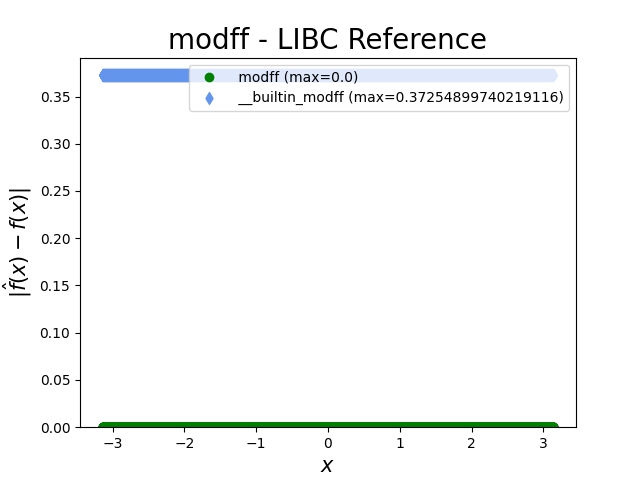 modff - LIBC Reference
modff (max=0.0)
__builtin_modff (max=0.37254899740219116)
0.35
0.30
0.25
0.20
0.15
0.10
0.05
0.00
|f̂(x) − f(x)|
−3 −2 −1 0 1 2 3
x